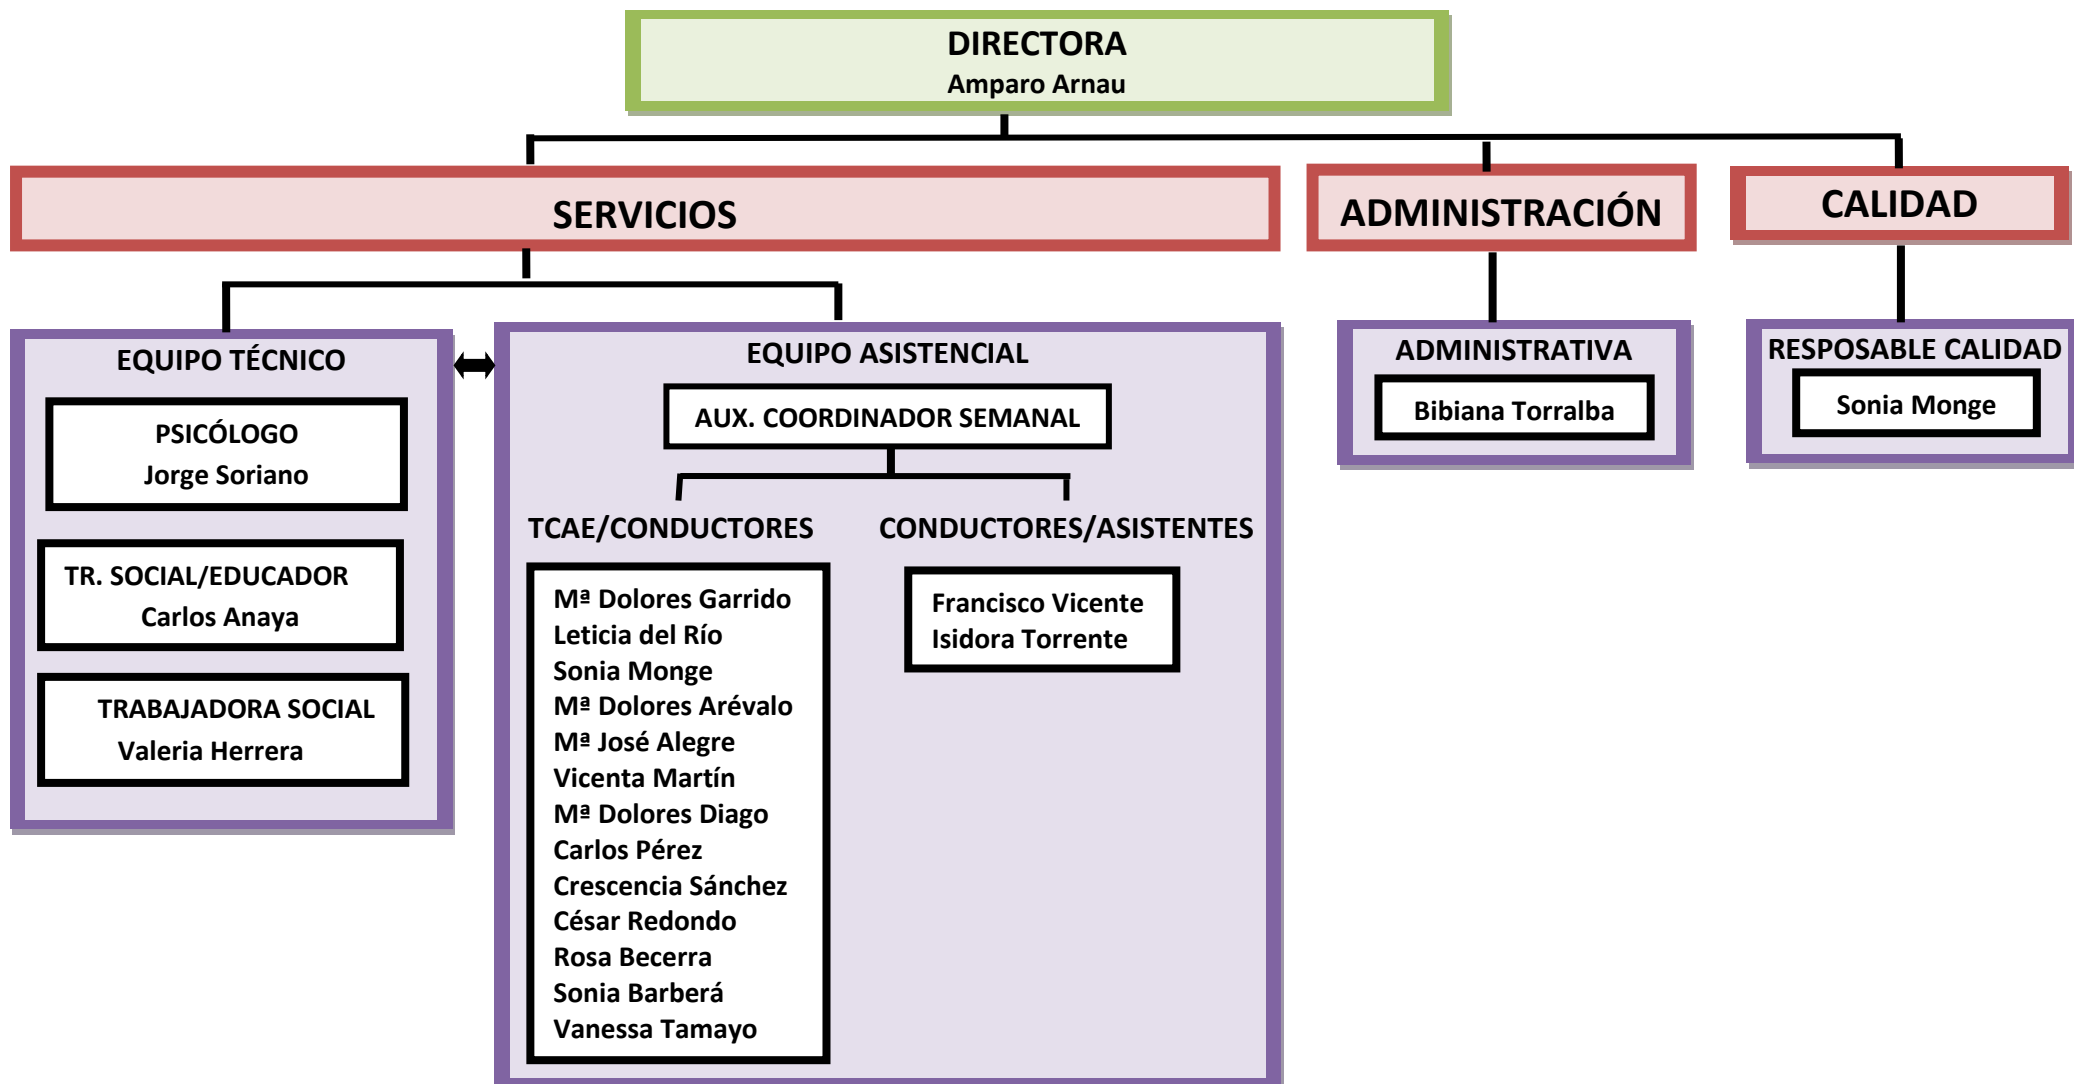 DIRECTORA
Amparo Arnau
SERVICIOS
ADMINISTRACIÓN
CALIDAD
EQUIPO TÉCNICO
PSICÓLOGO
Jorge Soriano
TR. SOCIAL/EDUCADOR
Carlos Anaya
TRABAJADORA SOCIAL
Valeria Herrera
EQUIPO ASISTENCIAL
AUX. COORDINADOR SEMANAL
TCAE/CONDUCTORES
Mª Dolores Garrido
Leticia del Río
Sonia Monge
Mª Dolores Arévalo
Mª José Alegre
Vicenta Martín
Mª Dolores Diago
Carlos Pérez
Crescencia Sánchez
César Redondo
Rosa Becerra
Sonia Barberá
Vanessa Tamayo
CONDUCTORES/ASISTENTES
Francisco Vicente
Isidora Torrente
ADMINISTRATIVA
Bibiana Torralba
RESPOSABLE CALIDAD
Sonia Monge